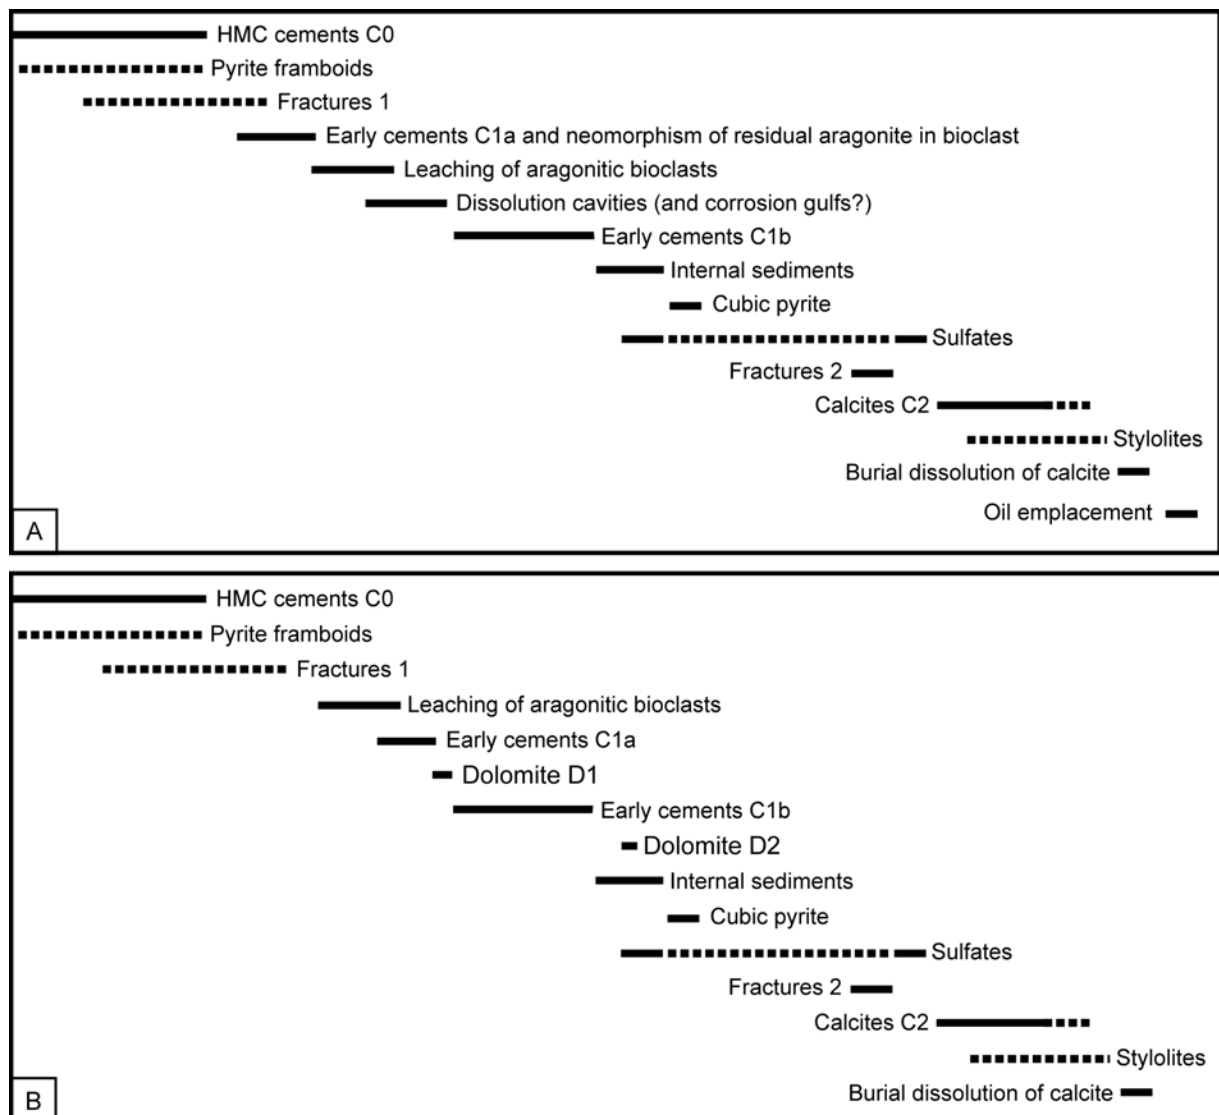 HMC cements C0
Pyrite framboids
Fractures 1
Early cements C1a and neomorphism of residual aragonite in bioclast
Leaching of aragonitic bioclasts
Dissolution cavities (and corrosion gulfs?)
Early cements C1b
Internal sediments
Cubic pyrite
Sulfates
Fractures 2
Calcites C2
Stylolites
Burial dissolution of calcite
Oil emplacement
A
HMC cements C0
Pyrite framboids
Fractures 1
Leaching of aragonitic bioclasts
Early cements C1a
Dolomite D1
Early cements C1b
Dolomite D2
Internal sediments
Cubic pyrite
Sulfates
Fractures 2
Calcites C2
Stylolites
Burial dissolution of calcite
B